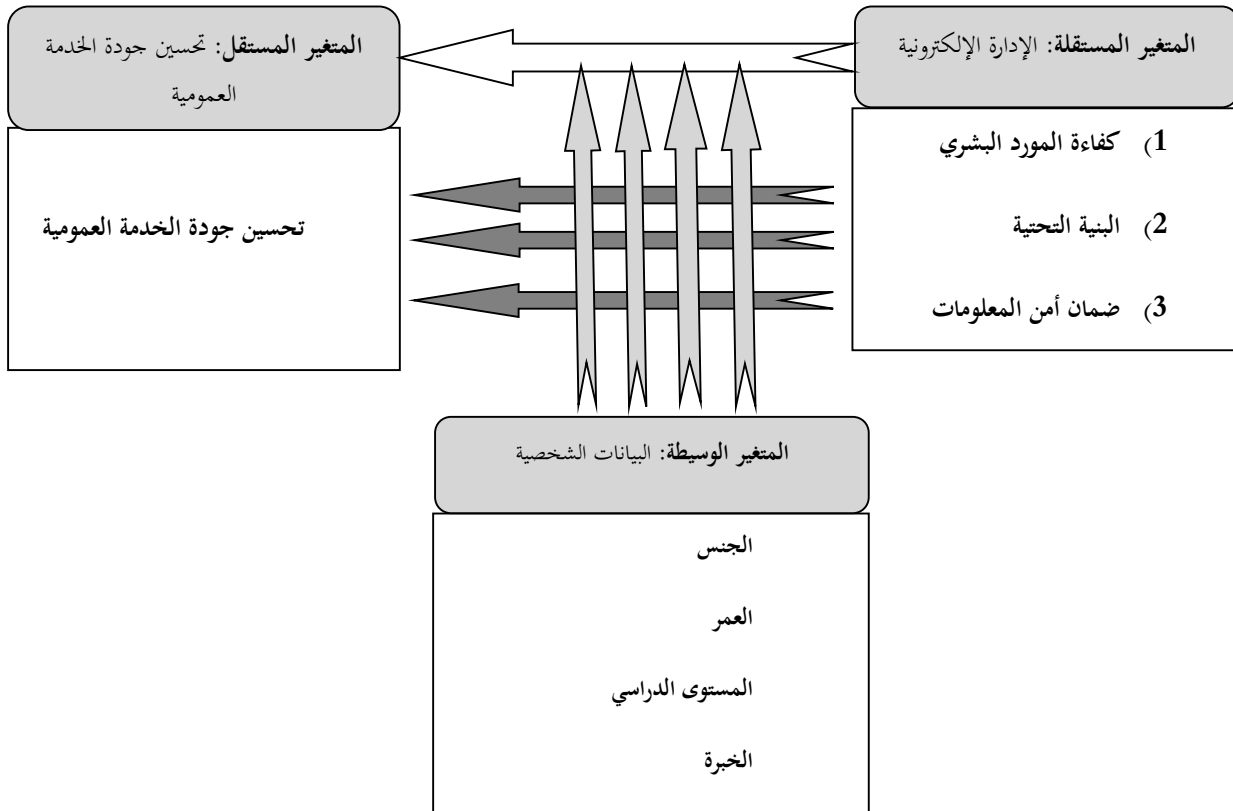 المتغير المستقلة: الإدارة الإلكترونية
1) كفاءة المورد البشري
2) البنية التحتية
3) ضمان أمن المعلومات
المتغير المستقل: تحسين جودة الخدمة
العمومية
تحسين جودة الخدمة العمومية
المتغير الوسيطة: البيانات الشخصية
الجنس
العمر
المستوى الدراسي
الخبرة